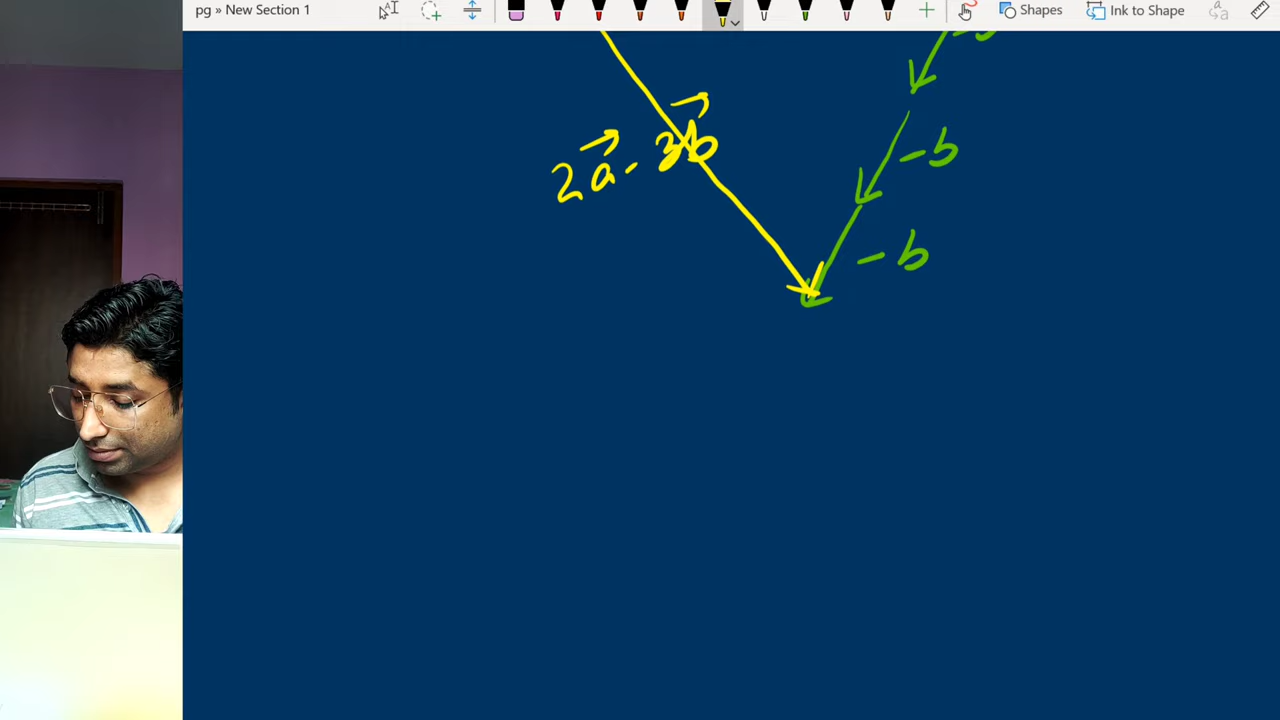 pg » New Section 1
Shapes
Ink to Shape
2a⃗ - 3b⃗
-b
-b